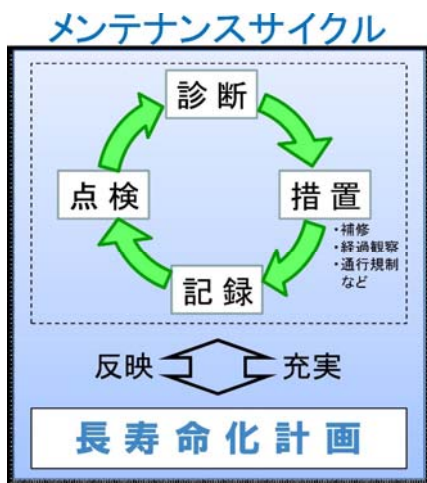 メンテナンスサイクル
診断
点検
措置
・補修
・経過観察
・通行規制
など
記録
反映
充実
長寿命化計画